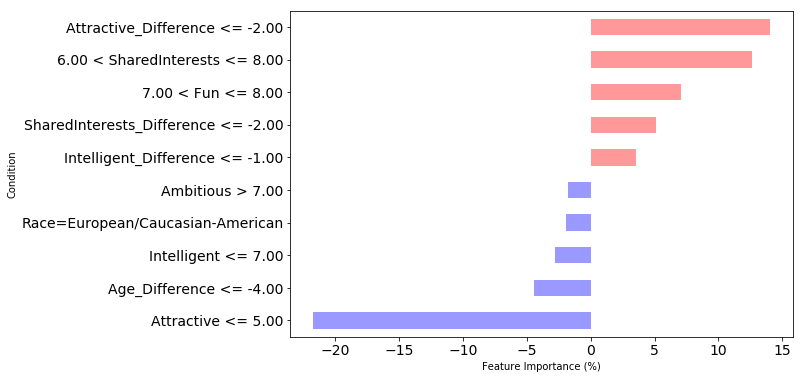 Attractive_Difference <= -2.00
6.00 < SharedInterests <= 8.00
7.00 < Fun <= 8.00
SharedInterests_Difference <= -2.00
Intelligent_Difference <= -1.00
Ambitious > 7.00
Race=European/Caucasian-American
Intelligent <= 7.00
Age_Difference <= -4.00
Attractive <= 5.00
Condition
−20 −15 −10 −5 0 5 10 15
Feature Importance (%)